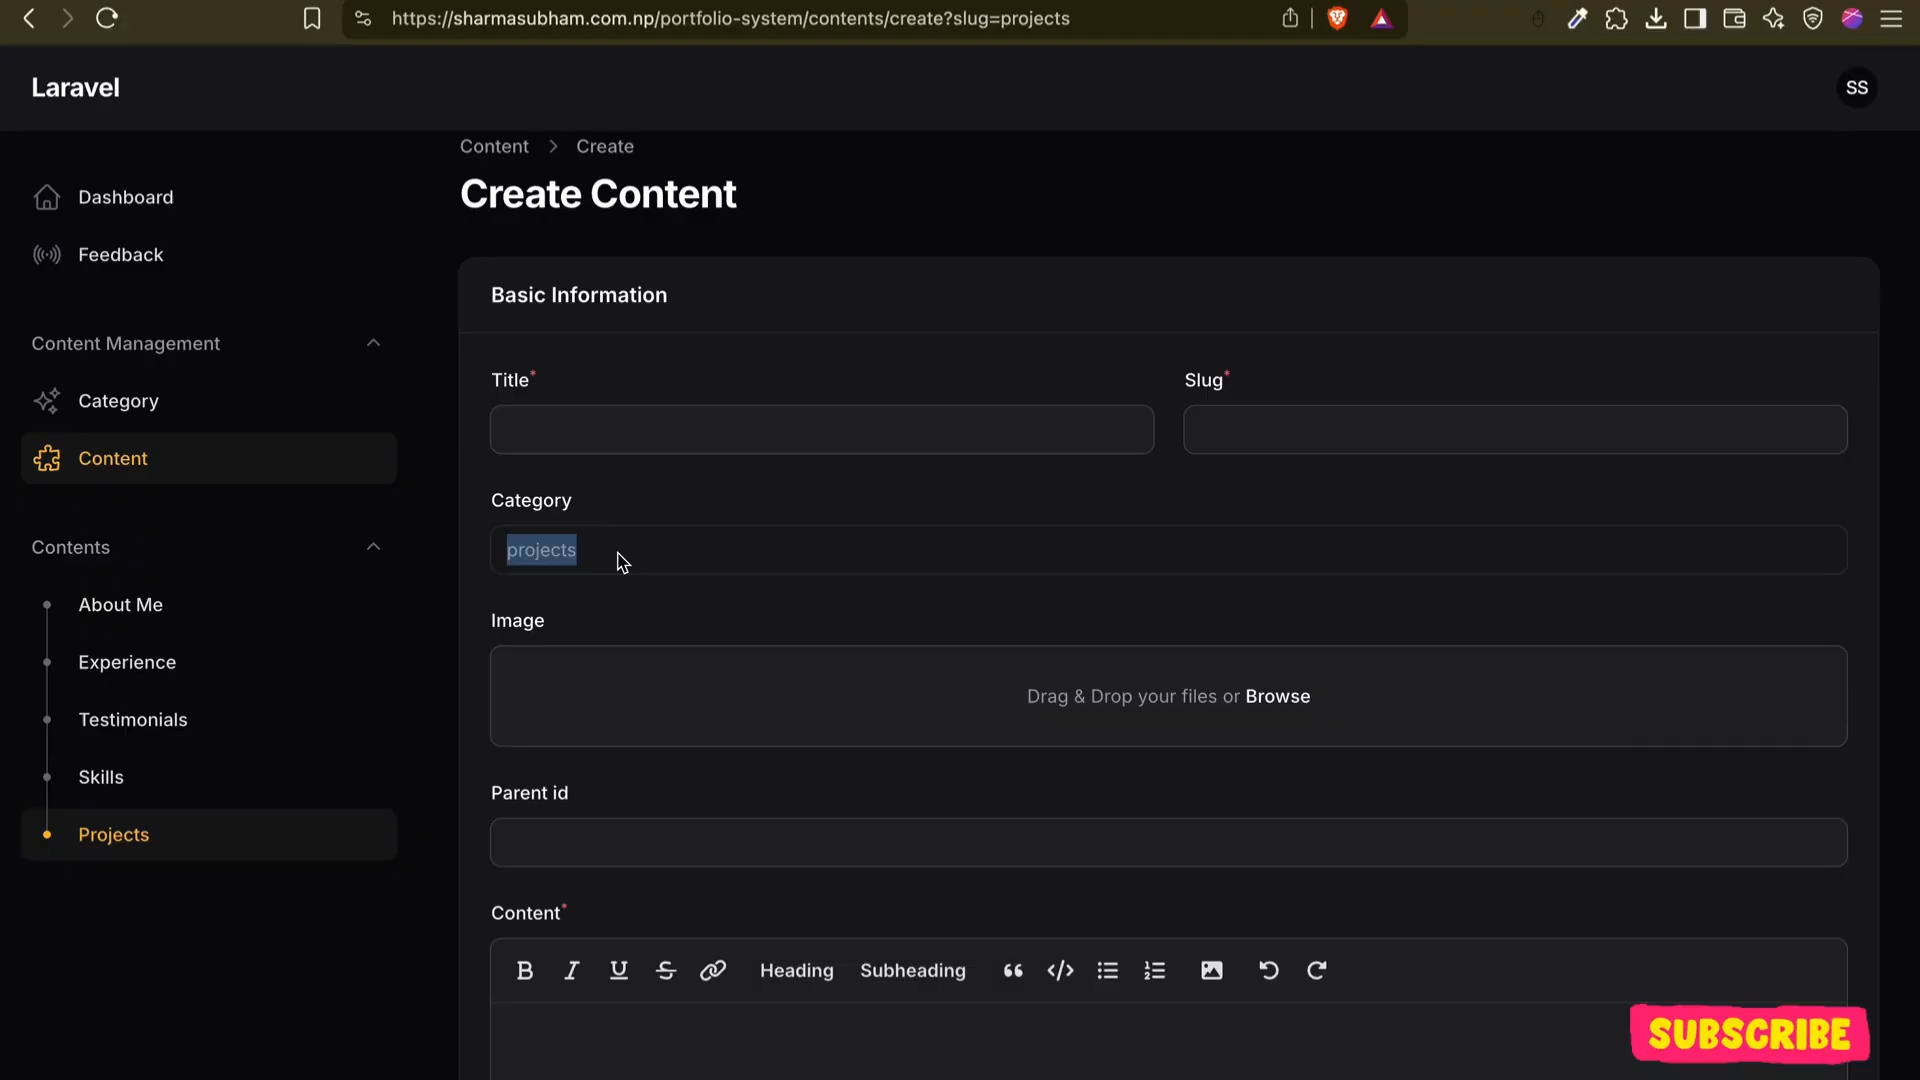 https://sharmasubham.com.np/portfolio-system/contents/create?slug=projects
Laravel
SS
Dashboard
Feedback
Content Management
Category
Content
Contents
About Me
Experience
Testimonials
Skills
Projects
Content > Create
Create Content
Basic Information
Title* Slug*
Category
projects
Image
Drag & Drop your files or Browse
Parent id
Content*
B I U S Heading Subheading
SUBSCRIBE